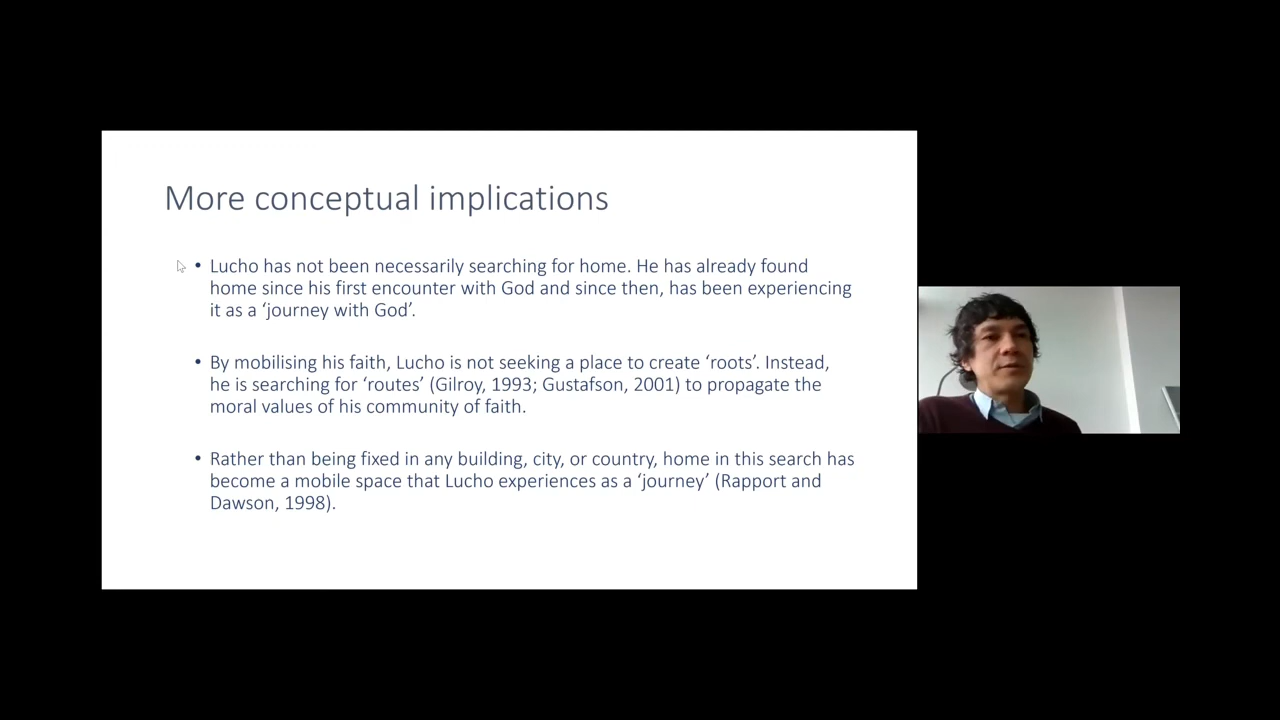 More conceptual implications
• Lucho has not been necessarily searching for home. He has already found
home since his first encounter with God and since then, has been experiencing
it as a ‘journey with God’.
• By mobilising his faith, Lucho is not seeking a place to create ‘roots’. Instead,
he is searching for ‘routes’ (Gilroy, 1993; Gustafson, 2001) to propagate the
moral values of his community of faith.
• Rather than being fixed in any building, city, or country, home in this search has
become a mobile space that Lucho experiences as a ‘journey’ (Rapport and
Dawson, 1998).